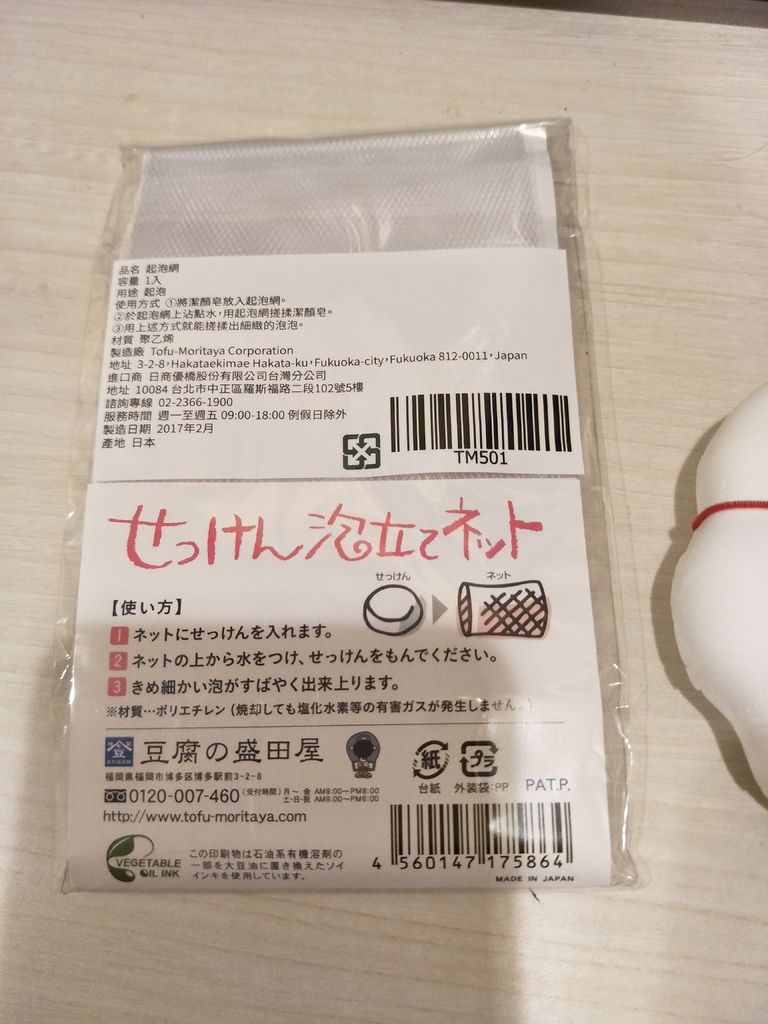 品名 起泡網
容量 1入
用途 起泡
使用方式 ①將潔顏皂放入起泡網。
②於起泡網上沾點水，用起泡網搓揉潔顏皂。
③用上述方式就能搓揉出細緻的泡泡。
材質 聚乙烯
製造廠 Tofu-Moritaya Corporation
地址 3-2-8,Hakataekimae Hakata-ku,Fukuoka-city,Fukuoka 812-0011,Japan
進口商 日商優橋股份有限公司台灣分公司
地址 10084 台北市中正區羅斯福路二段102號5樓
諮詢專線 02-2366-1900
服務時間 週一至週五 09:00-18:00 例假日除外
製造日期 2017年2月
產地 日本
TM501
せっけん泡立てネット
せっけん ネット
【使い方】
1 ネットにせっけんを入れます。
2 ネットの上から水をつけ、せっけんをもんでください。
3 きめ細かい泡がすばやく出来上ります。
※材質…ポリエチレン(焼却しても塩化水素等の有害ガスが発生しません。)
豆腐の盛田屋
福岡県福岡市博多区博多駅前3-2-8
0120-007-460 (受付時間) 月~金 AM9:00~PM8:00
土・日・祝 AM9:00~PM6:00
http://www.tofu-moritaya.com
紙 プラ
台紙 外装袋:PP PAT.P.
VEGETABLE
OIL INK
この印刷物は石油系有機溶剤の
一部を大豆油に置き換えたソイ
インキを使用しています。
4 560147 175864
MADE IN JAPAN